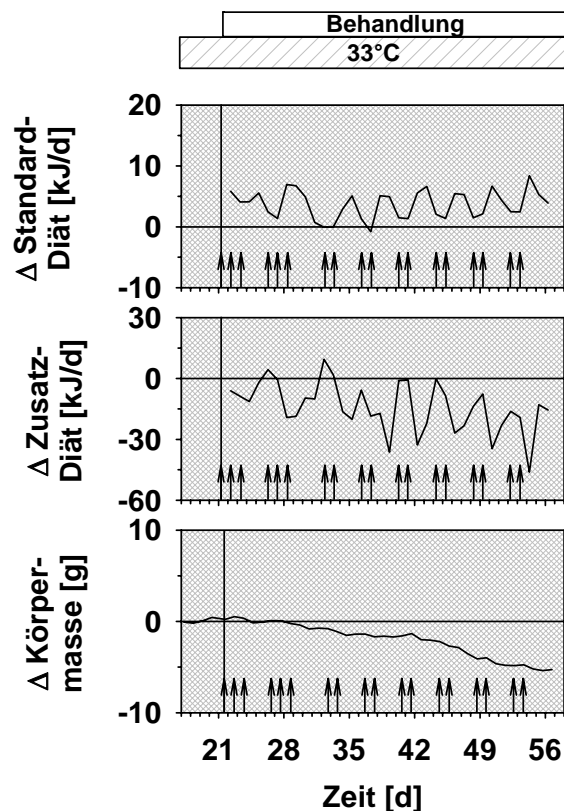 Behandlung
33°C
Δ Standard-
Diät [kJ/d]
20
10
0
-10
Δ Zusatz-
Diät [kJ/d]
30
0
-30
-60
Δ Körper-
masse [g]
10
0
-10
21 28 35 42 49 56
Zeit [d]